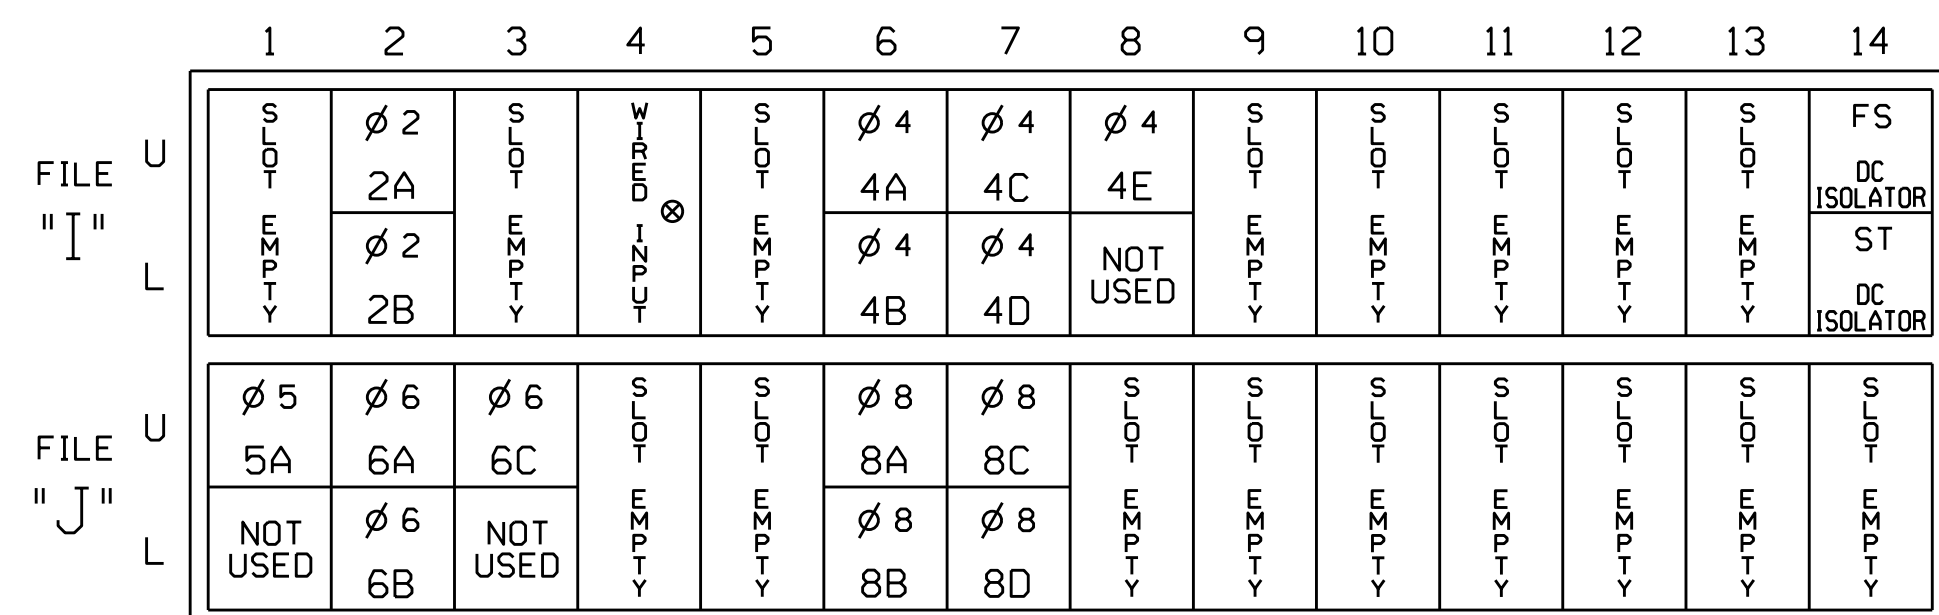 1 2 3 4 5 6 7 8 9 10 11 12 13 14
FILE "I"
U
SLOT EMPTY
Ø 2
2A
SLOT EMPTY
WIRED INPUT
SLOT EMPTY
Ø 4
4A
Ø 4
4C
Ø 4
4E
SLOT EMPTY
SLOT EMPTY
SLOT EMPTY
SLOT EMPTY
SLOT EMPTY
FS
DC
ISOLATOR
L
Ø 2
2B
Ø 4
4B
Ø 4
4D
NOT
USED
ST
DC
ISOLATOR
FILE "J"
U
Ø 5
5A
Ø 6
6A
Ø 6
6C
SLOT EMPTY
SLOT EMPTY
Ø 8
8A
Ø 8
8C
SLOT EMPTY
SLOT EMPTY
SLOT EMPTY
SLOT EMPTY
SLOT EMPTY
SLOT EMPTY
SLOT EMPTY
L
NOT
USED
Ø 6
6B
NOT
USED
Ø 8
8B
Ø 8
8D